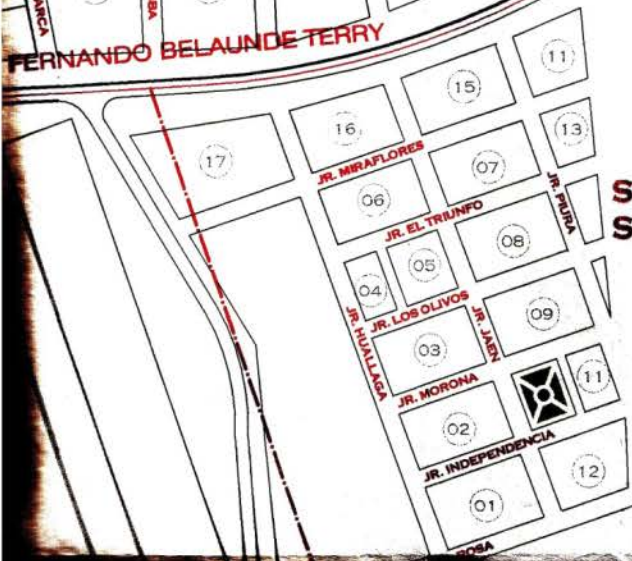 FERNANDO BELAUNDE TERRY
11
15
16
13
17
JR. MIRAFLORES
07
06
JR. PIURA
JR. EL TRIUNFO
S
08
S
05
04
JR. LOS OLIVOS
JR. HUALLAGA
JR. JAEN
09
03
JR. MORONA
11
02
JR. INDEPENDENCIA
12
01